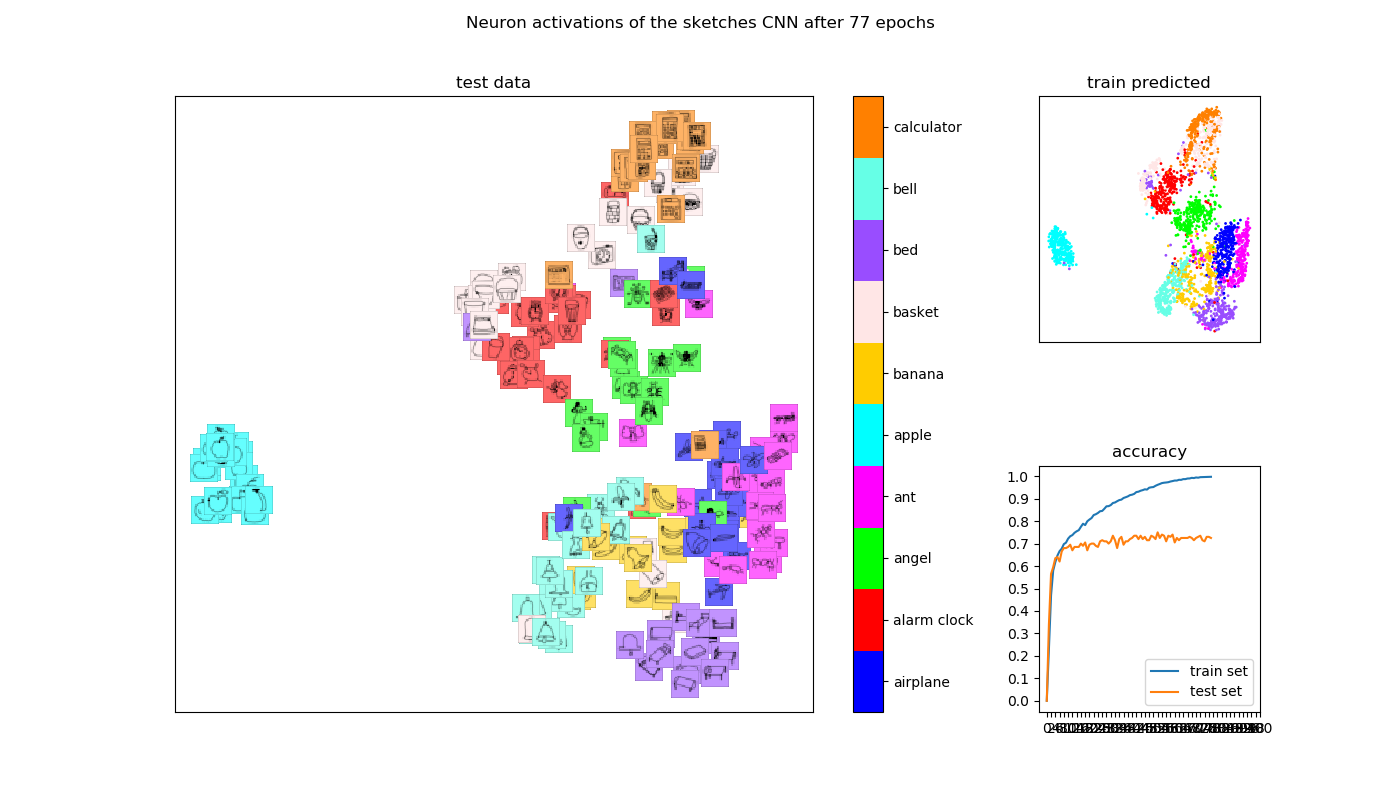 Neuron activations of the sketches CNN after 77 epochs
test data
calculator
bell
bed
basket
banana
apple
ant
angel
alarm clock
airplane
train predicted
accuracy
1.0
0.9
0.8
0.7
0.6
0.5
0.4
0.3
0.2
0.1
0.0
train set
test set